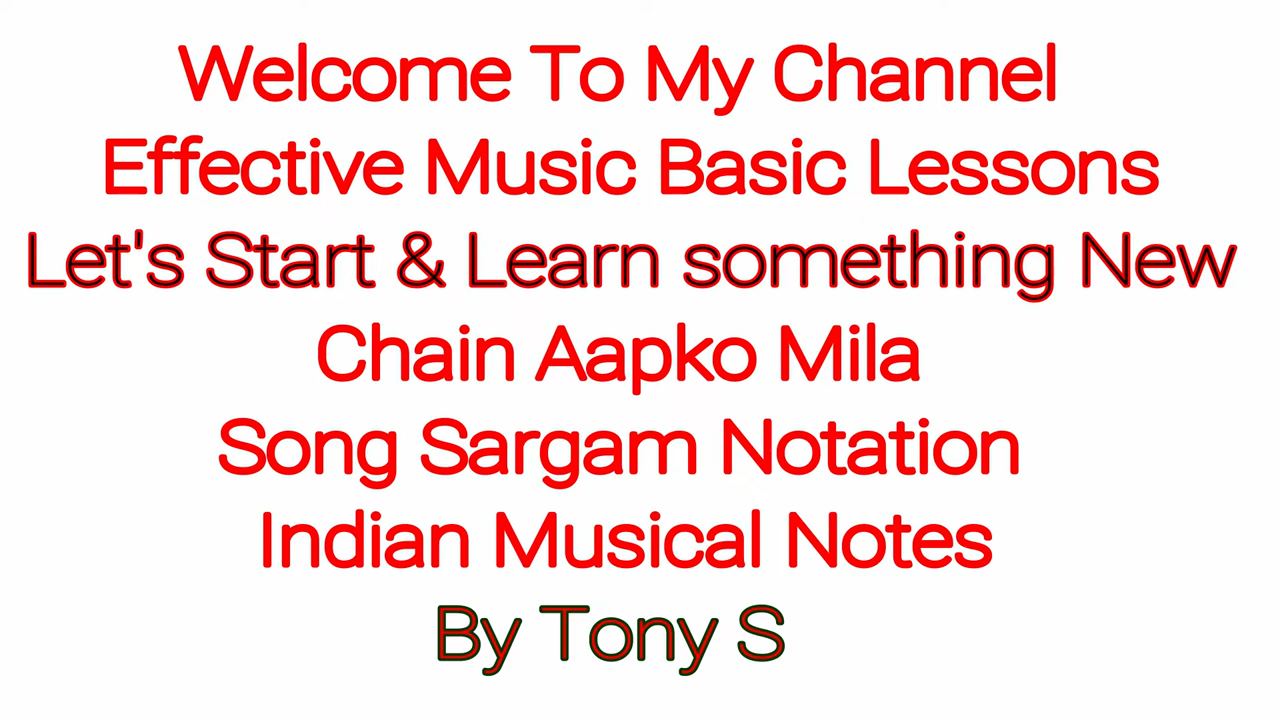 Welcome To My Channel
Effective Music Basic Lessons
Let's Start & Learn something New
Chain Aapko Mila
Song Sargam Notation
Indian Musical Notes
By Tony S